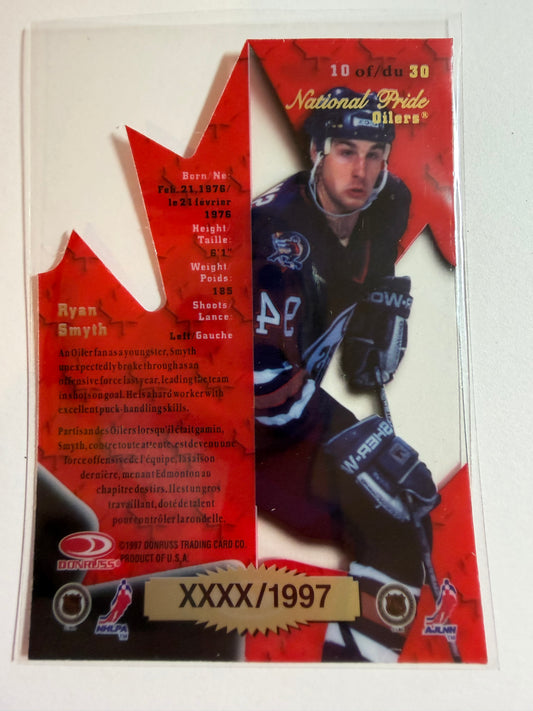 10 of/du 30
National Pride
Oilers®
Born/Ne:
Feb.21,1976/
le 21 février
1976
Height/
Taille:
6'1"
Weight/
Poids:
185
Shoots/
Lance:
Left/Gauche
Ryan
Smyth
An Oiler fan as a youngster, Smyth
unexpectedly broke through as an
offensive force last year, leading the team
in shots on goal. He is a hard worker with
excellent puck-handling skills.
Partisan des Oilers lorsqu'il était gamin,
Smyth, contre toute attente, est devenu une
force offensive de l'équipe, la saison
dernière, menant Edmonton au
chapitre des tirs. Il est un gros
travaillant, doté de talent
pour contrôler la rondelle.
DONRUSS®
©1997 DONRUSS TRADING CARD CO.
PRODUCT OF U.S.A.
XXXX/1997
NHLPA
AJLNH
94